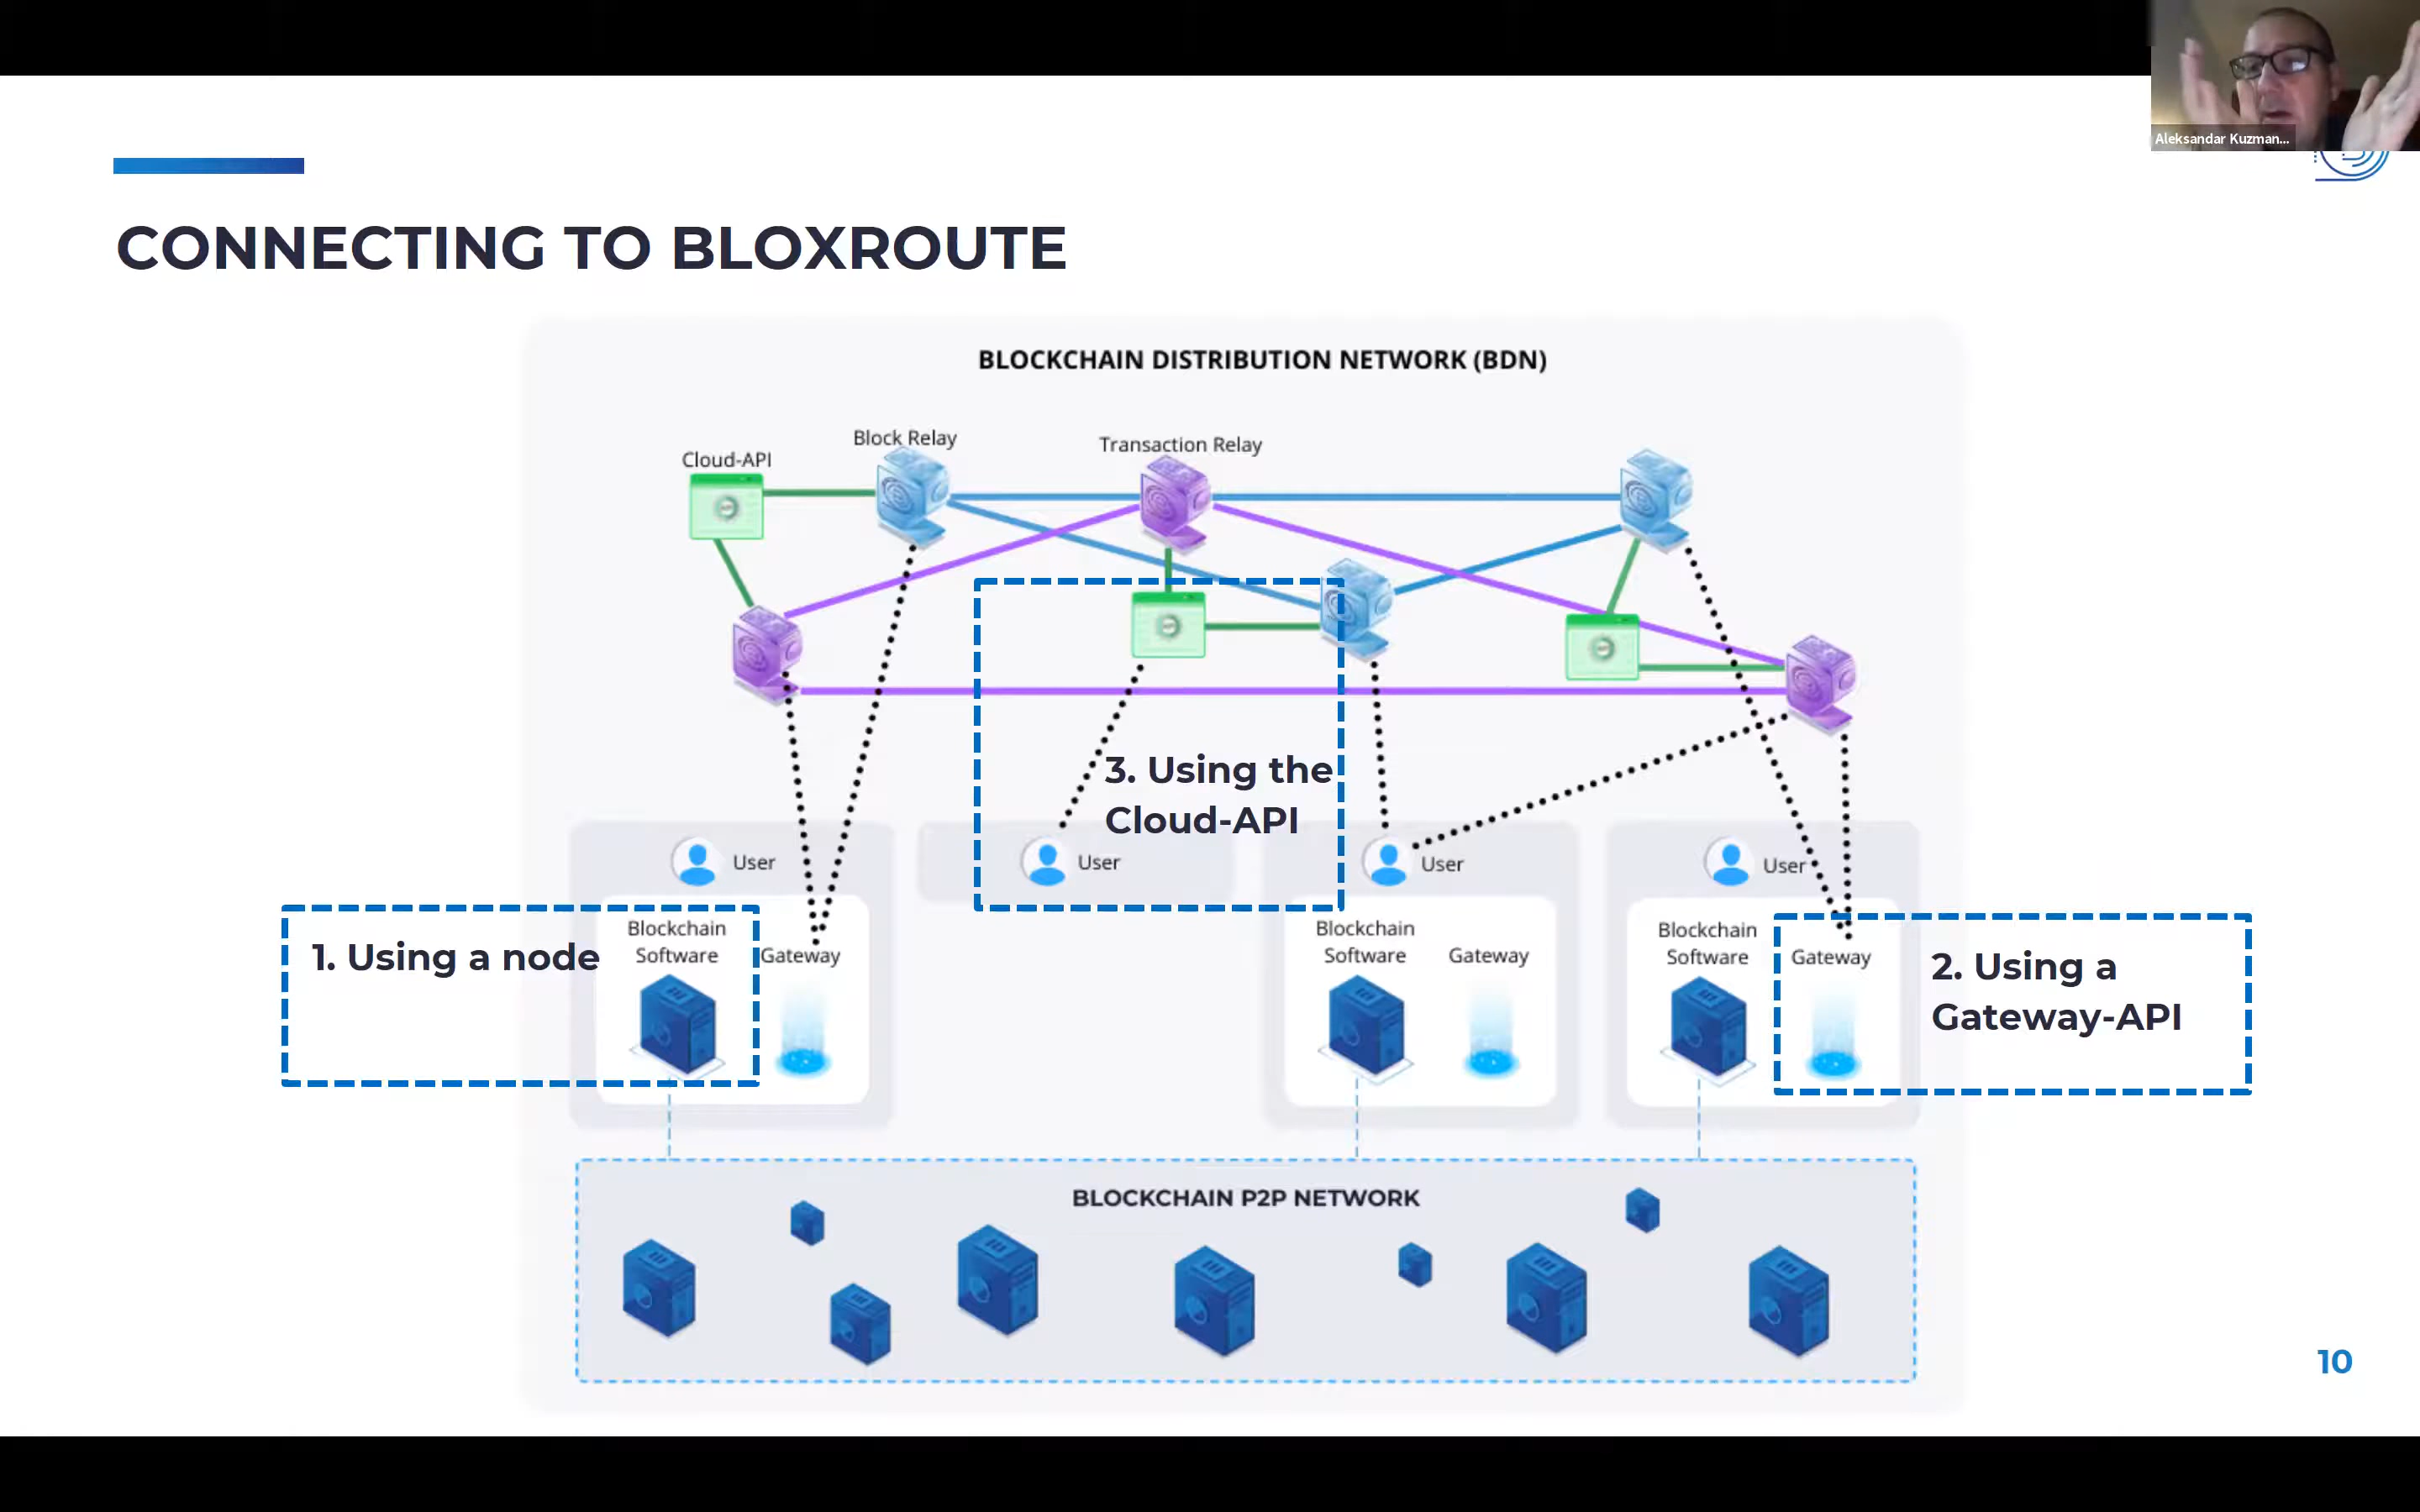 Aleksandar Kuzman...
CONNECTING TO BLOXROUTE
BLOCKCHAIN DISTRIBUTION NETWORK (BDN)
Cloud-API
Block Relay
Transaction Relay
3. Using the
Cloud-API
User
User
User
User
1. Using a node
Blockchain
Software
Gateway
Blockchain
Software
Gateway
Blockchain
Software
Gateway
2. Using a
Gateway-API
BLOCKCHAIN P2P NETWORK
10